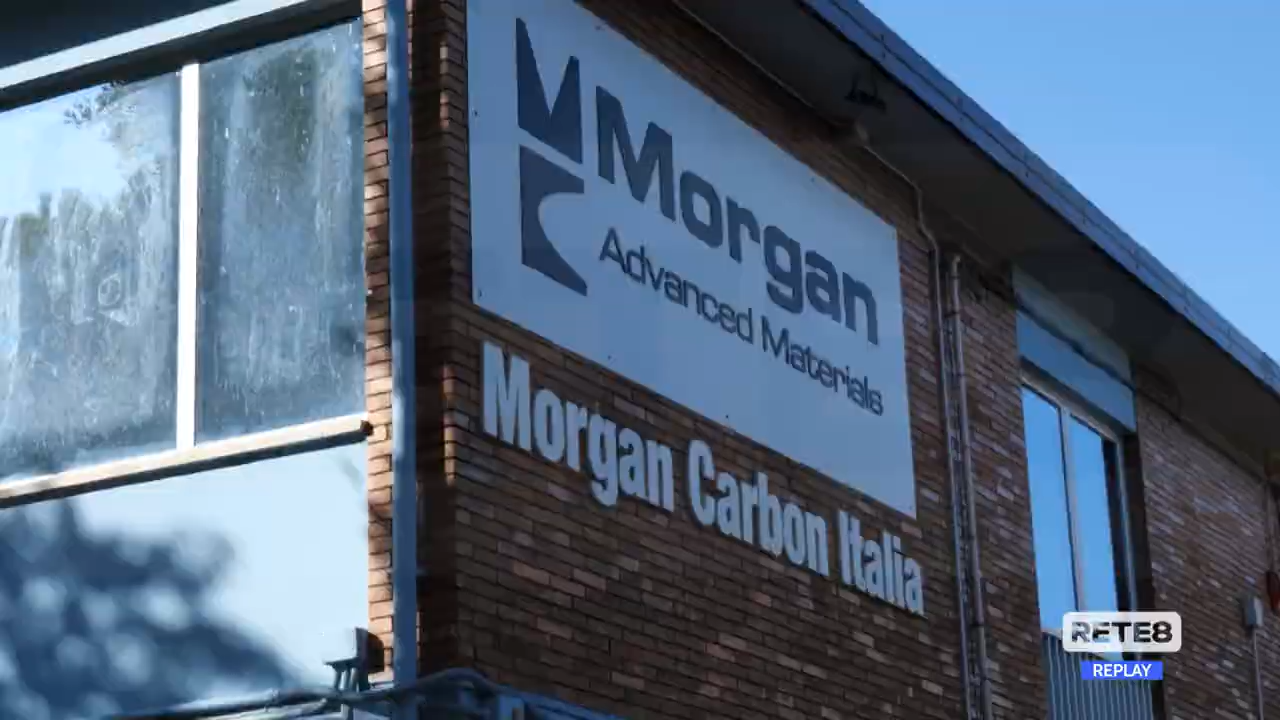 Morgan
Advanced Materials
Morgan Carbon Italia
RETE8
REPLAY